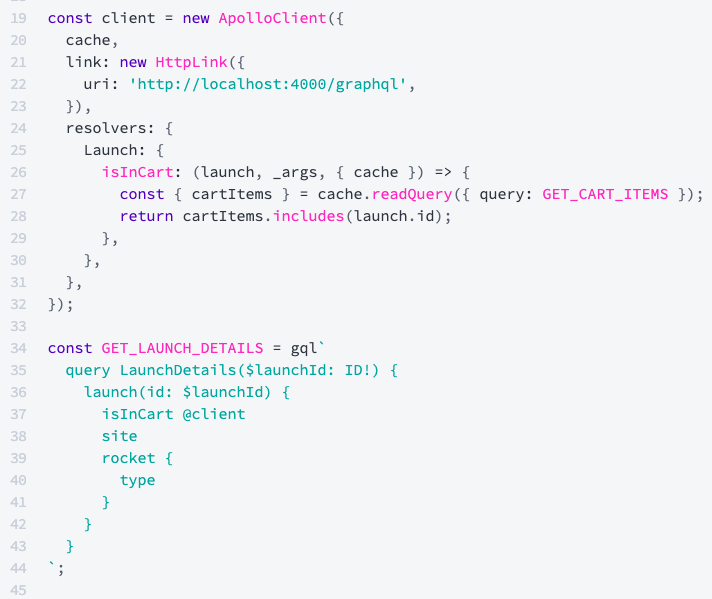 19 const client = new ApolloClient({
20   cache,
21   link: new HttpLink({
22     uri: 'http://localhost:4000/graphql',
23   }),
24   resolvers: {
25     Launch: {
26       isInCart: (launch, _args, { cache }) => {
27         const { cartItems } = cache.readQuery({ query: GET_CART_ITEMS });
28         return cartItems.includes(launch.id);
29       },
30     },
31   },
32 });
33
34 const GET_LAUNCH_DETAILS = gql`
35   query LaunchDetails($launchId: ID!) {
36     launch(id: $launchId) {
37       isInCart @client
38       site
39       rocket {
40         type
41       }
42     }
43   }
44 `;
45